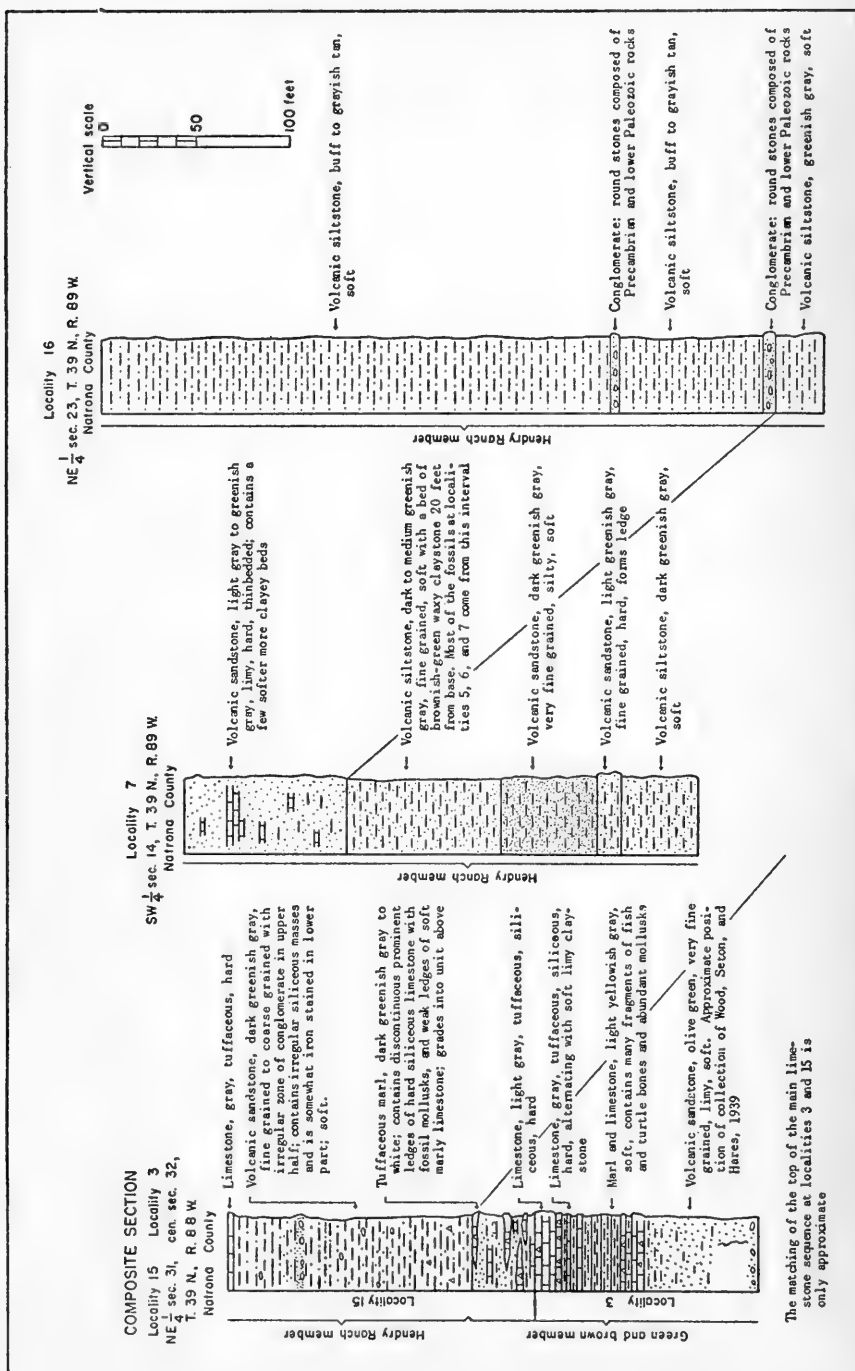 COMPOSITE SECTION
Locality 15 Locality 3
NE 1/4 sec. 31, cen. sec. 32,
T. 39 N., R. 88 W.
Natrona County
Limestone, gray, tuffaceous, hard
Volcanic sandstone, dark greenish gray,
fine grained to coarse grained with
irregular zone of conglomerate in upper
half; contains irregular siliceous masses
and is somewhat iron stained in lower
part; soft.
Tuffaceous marl, dark greenish gray to
white; contains discontinuous prominent
ledges of hard siliceous limestone with
fossil mollusks, and weak ledges of soft
marly limestone; grades into unit above
Limestone, light gray, tuffaceous, sili-
ceous, hard
Limestone, gray, tuffaceous, siliceous,
hard, alternating with soft limy clay-
stone
Marl and limestone, light yellowish gray,
soft, contains many fragments of fish
and turtle bones and abundant mollusks
Volcanic sandstone, olive green, very fine
grained, limy, soft. Approximate posi-
tion of collection of Wood, Seton, and
Hares, 1939
Locality 15
Locality 3
Hendry Ranch member
Green and brown member
The matching of the top of the main lime-
stone sequence at localities 3 and 15 is
only approximate
Locality 7
SW 1/4 sec. 14, T. 39 N., R. 89 W.
Natrona County
Volcanic sandstone, light gray to greenish
gray, limy, hard, thinbedded; contains a
few softer more clayey beds
Volcanic siltstone, dark to medium greenish
gray, fine grained, soft with a bed of
brownish-green waxy claystone 20 feet
from base. Most of the fossils at locali-
ties 5, 6, and 7 come from this interval
Volcanic sandstone, dark greenish gray,
very fine grained, silty, soft
Volcanic sandstone, light greenish gray,
fine grained, hard, forms ledge
Volcanic siltstone, dark greenish gray,
soft
Hendry Ranch member
Locality 16
NE 1/4 sec. 23, T. 39 N., R. 89 W.
Natrona County
Vertical scale
0
50
100 feet
Volcanic siltstone, buff to grayish tan,
soft
Conglomerate: round stones composed of
Precambrian and lower Paleozoic rocks
Volcanic siltstone, buff to grayish tan,
soft
Conglomerate: round stones composed of
Precambrian and lower Paleozoic rocks
Volcanic siltstone, greenish gray, soft
Hendry Ranch member